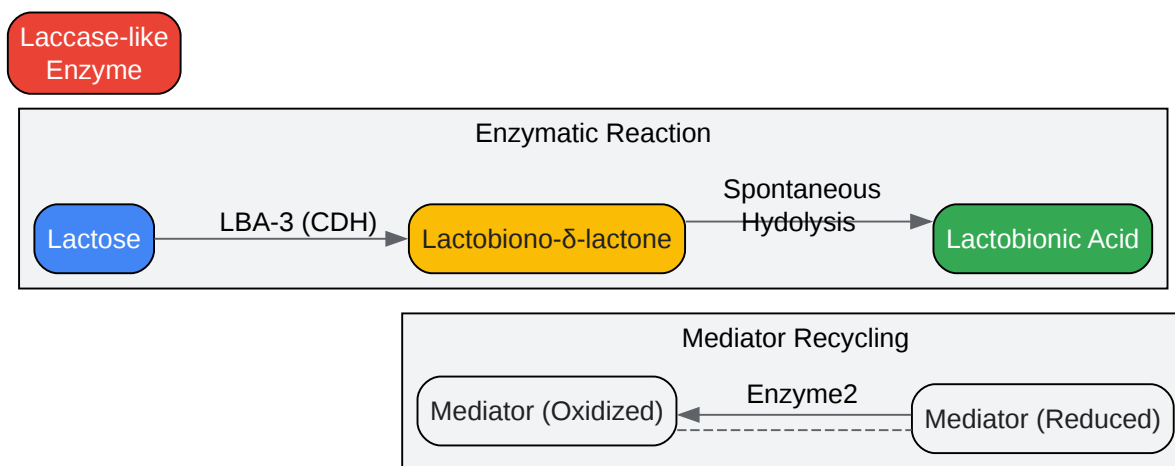 Laccase-like
Enzyme
Enzymatic Reaction
Lactose
LBA-3 (CDH)
Lactobiono-δ-lactone
Spontaneous
Hydolysis
Lactobionic Acid
Mediator Recycling
Mediator (Oxidized)
Enzyme2
Mediator (Reduced)